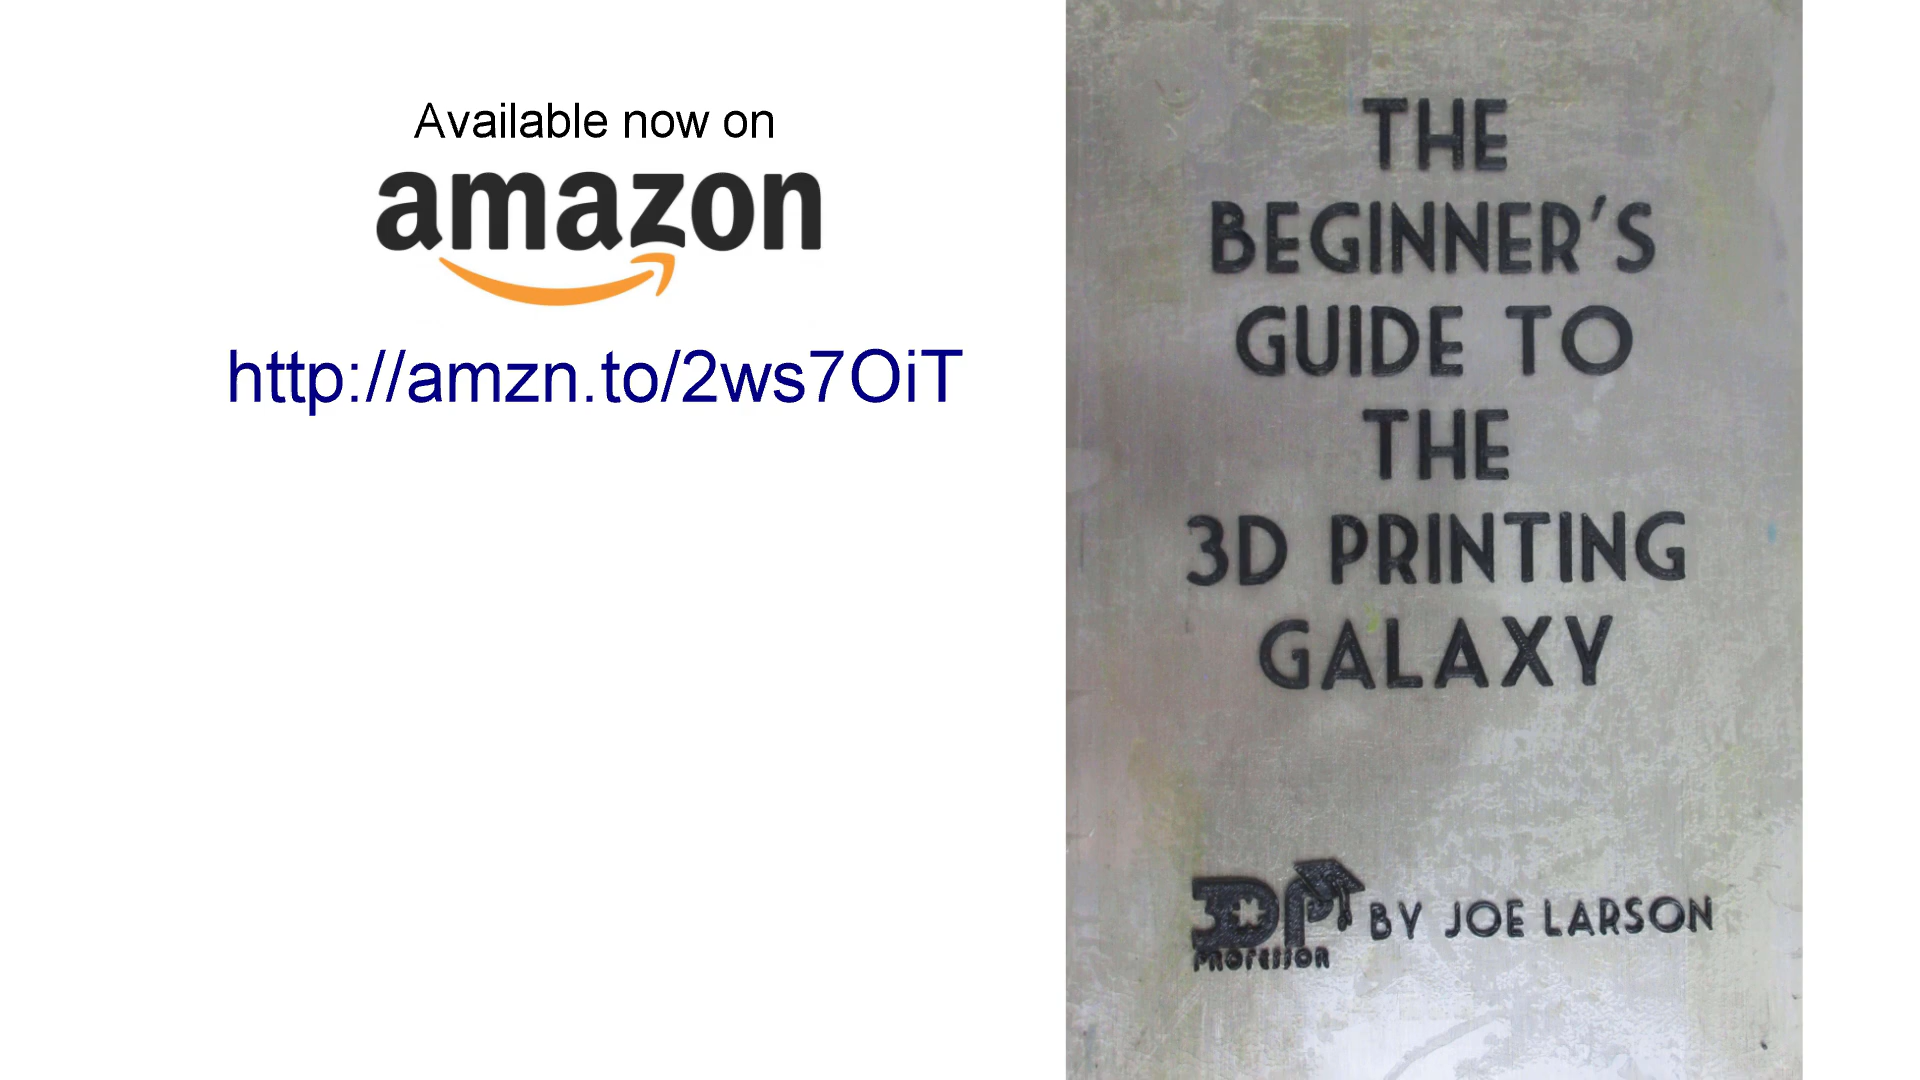 Available now on
amazon
http://amzn.to/2ws7OiT
THE
BEGINNER'S
GUIDE TO
THE
3D PRINTING
GALAXY
3DP
PROFESSOR
BY JOE LARSON